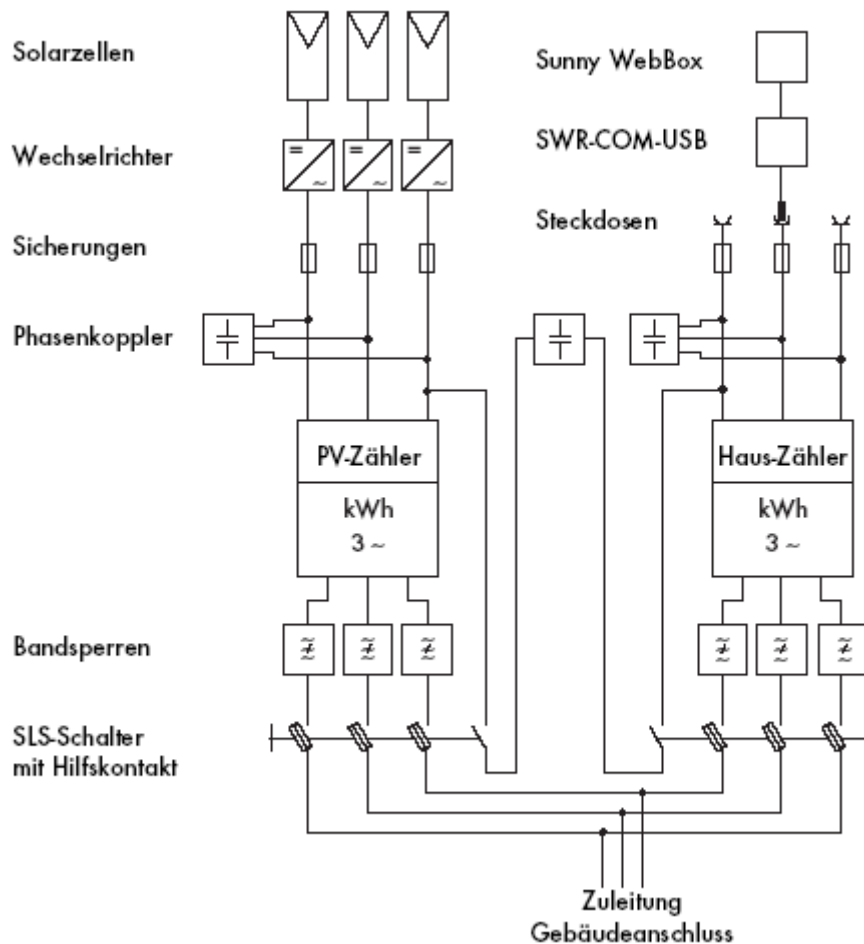 Solarzellen
Sunny WebBox
Wechselrichter
SWR-COM-USB
Steckdosen
Sicherungen
Phasenkoppler
PV-Zähler
Haus-Zähler
kWh
3 ~
kWh
3 ~
Bandsperren
SLS-Schalter
mit Hilfskontakt
Zuleitung
Gebäudeanschluss